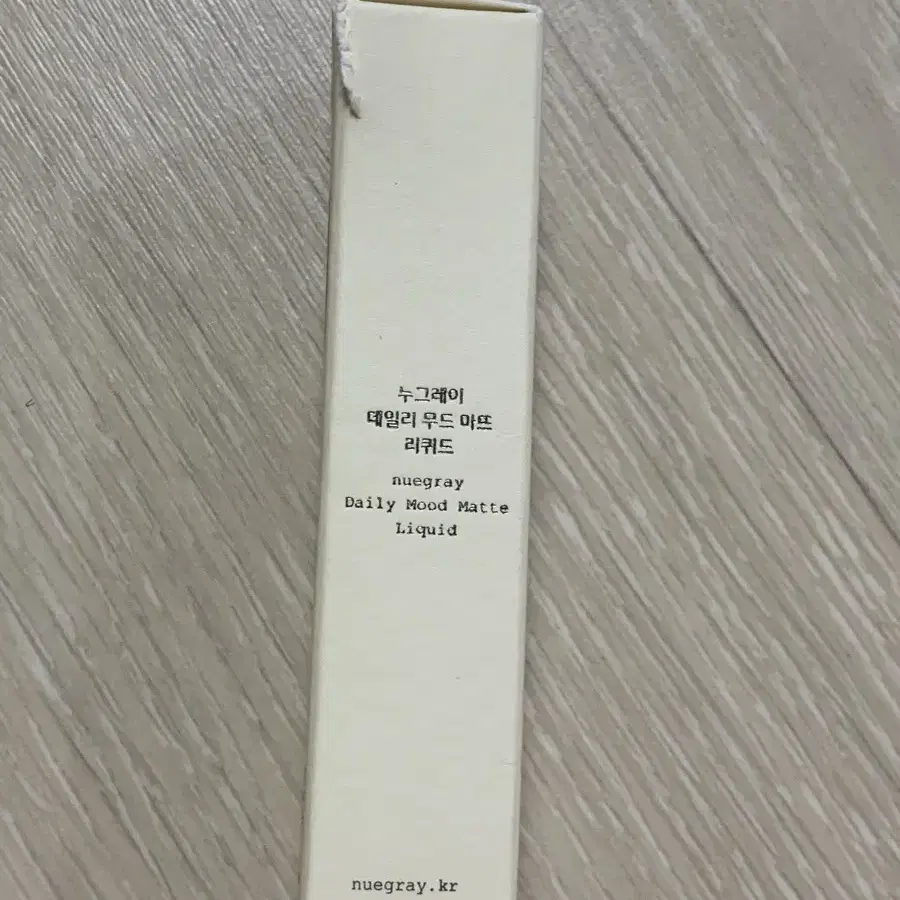 누그레이
데일리 무드 마뜨
리퀴드
nuegray
Daily Mood Matte
Liquid
nuegray.kr